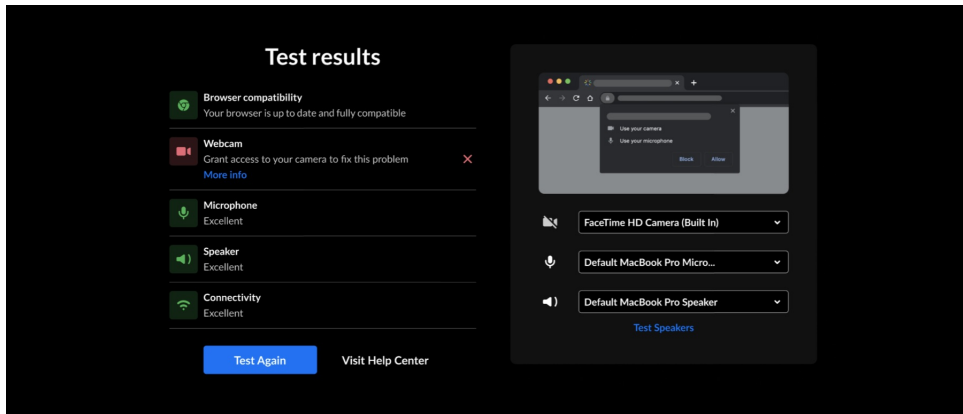 Test results
Browser compatibility
Your browser is up to date and fully compatible
Webcam
Grant access to your camera to fix this problem
More info
Microphone
Excellent
Speaker
Excellent
Connectivity
Excellent
Test Again
Visit Help Center
Use your camera
Use your microphone
Block
Allow
FaceTime HD Camera (Built In)
Default MacBook Pro Micro...
Default MacBook Pro Speaker
Test Speakers